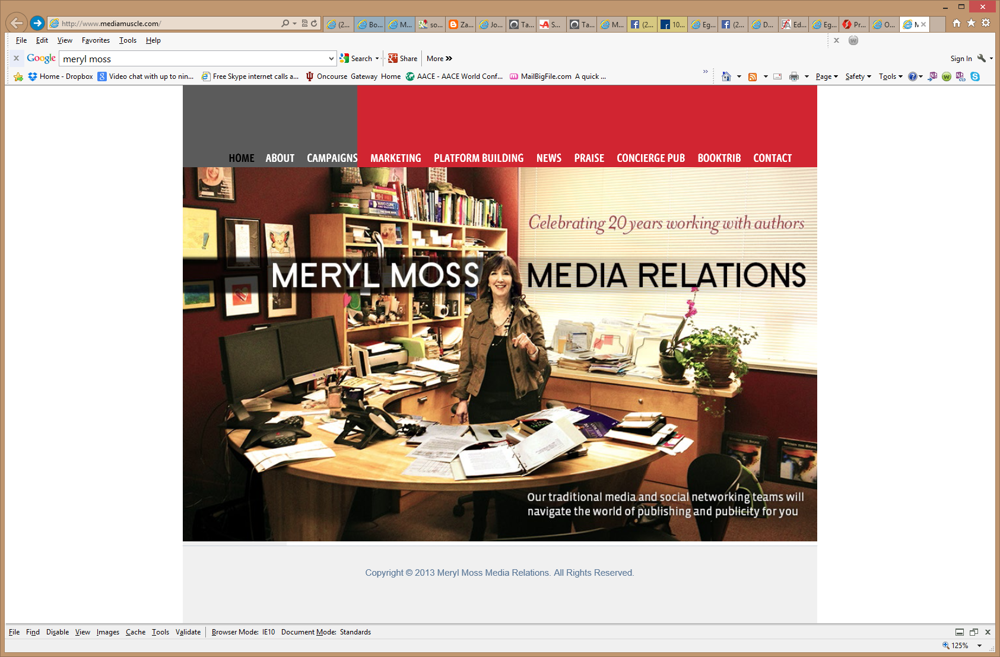 http://www.mediamuscle.com/
(2...
Bo...
M...
so...
Za...
Jo...
Ta...
S...
Ta...
M...
(2...
10...
Eg...
(2...
D...
Ed...
Eg...
Pr...
O...
File Edit View Favorites Tools Help
Google meryl moss Search Share More Sign In
Home - Dropbox Video chat with up to nin... Free Skype internet calls a... Oncourse Gateway Home AACE - AACE World Conf... MailBigFile.com A quick ... Page Safety Tools
HOME ABOUT CAMPAIGNS MARKETING PLATFORM BUILDING NEWS PRAISE CONCIERGE PUB BOOKTRIB CONTACT
Celebrating 20 years working with authors
MERYL MOSS MEDIA RELATIONS
Our traditional media and social networking teams will
navigate the world of publishing and publicity for you
Copyright © 2013 Meryl Moss Media Relations. All Rights Reserved.
File Find Disable View Images Cache Tools Validate Browser Mode: IE10 Document Mode: Standards
125%